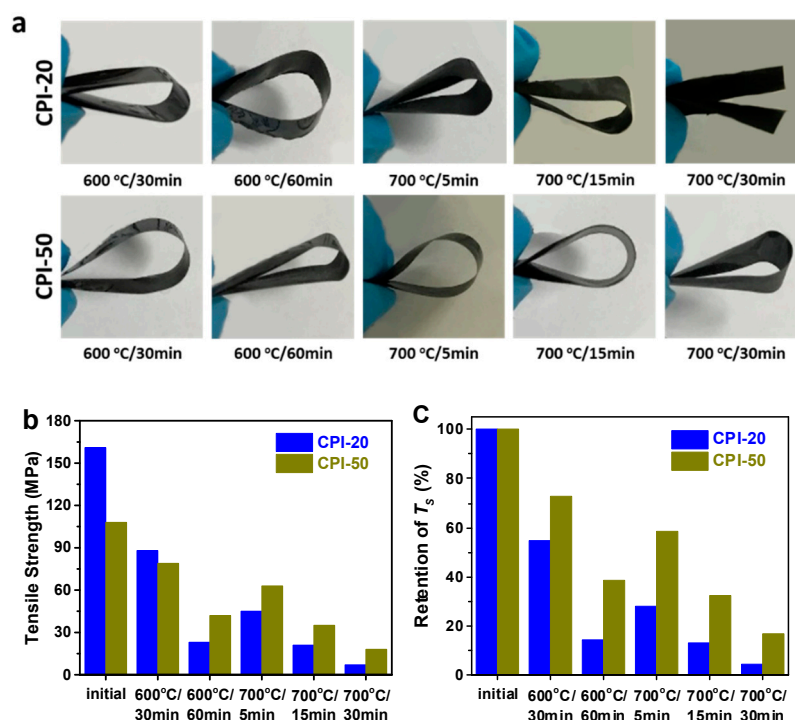 a
CPI-20
600 °C/30min 600 °C/60min 700 °C/5min 700 °C/15min 700 °C/30min
CPI-50
600 °C/30min 600 °C/60min 700 °C/5min 700 °C/15min 700 °C/30min
b
Tensile Strength (MPa)
180
150
120
90
60
30
0
CPI-20
CPI-50
initial 600°C/ 600°C/ 700°C/ 700°C/ 700°C/
30min 60min 5min 15min 30min
C
Retention of Ts (%)
100
80
60
40
20
0
CPI-20
CPI-50
initial 600°C/ 600°C/ 700°C/ 700°C/ 700°C/
30min 60min 5min 15min 30min